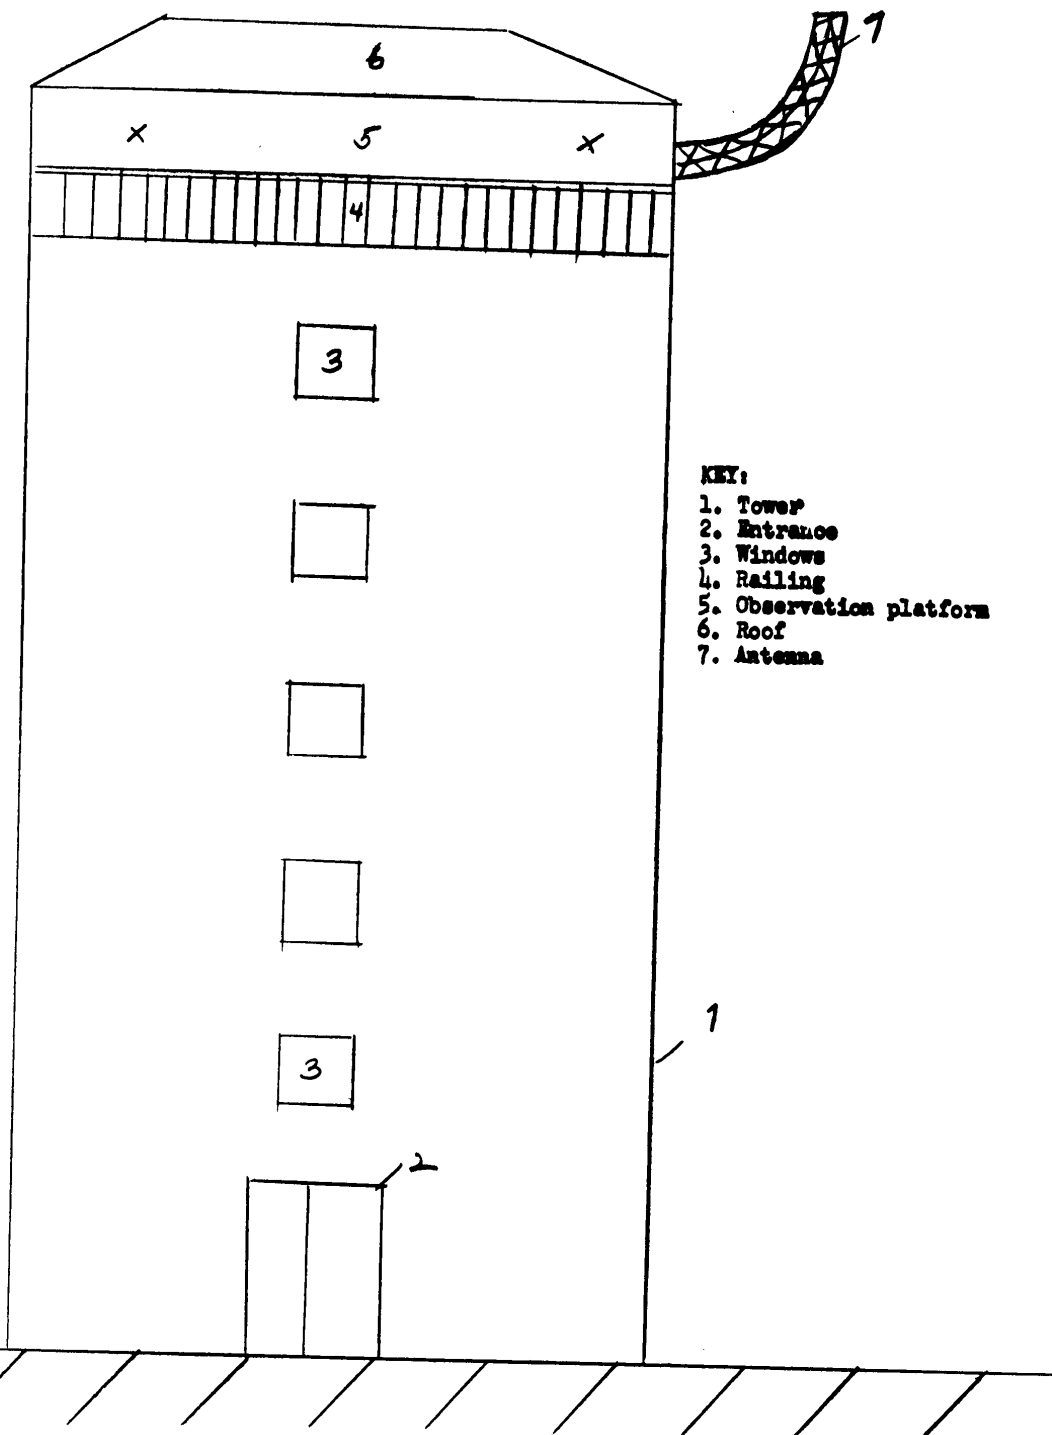 7
6
x 5 x
4
3
KEY:
1. Tower
2. Entrance
3. Windows
4. Railing
5. Observation platform
6. Roof
7. Antenna
1
3
2